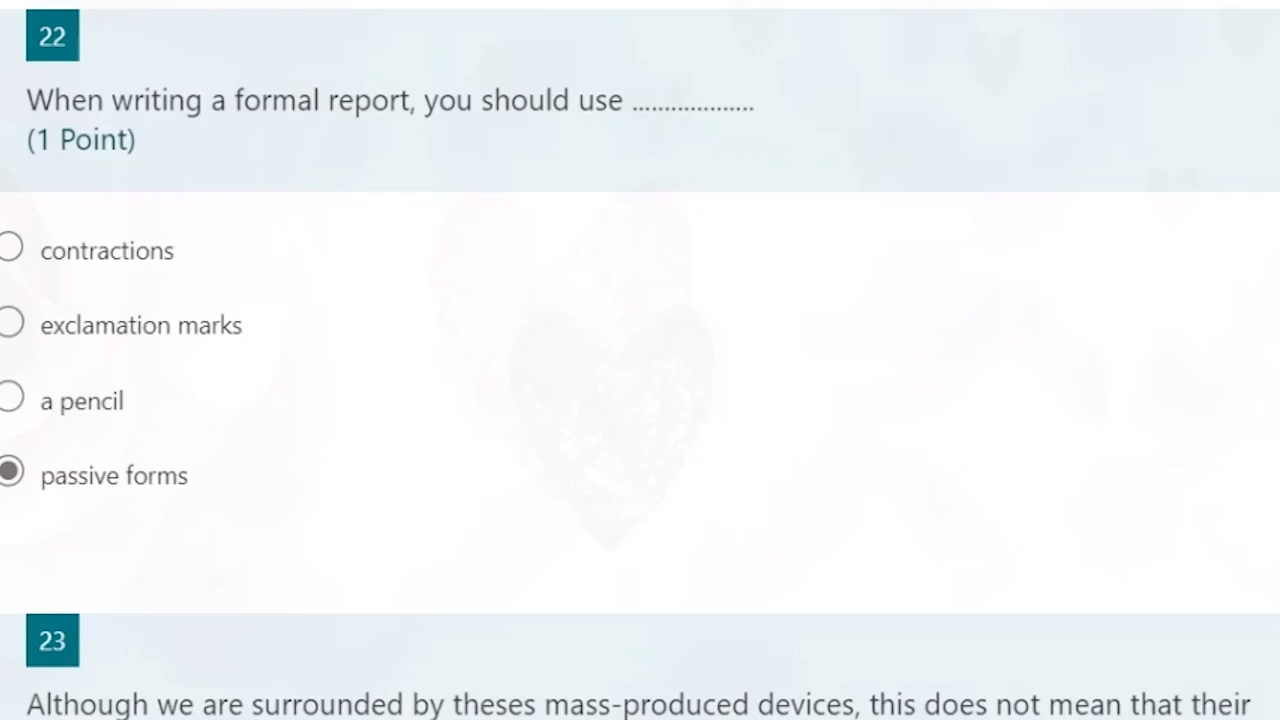 22
When writing a formal report, you should use ...................
(1 Point)
contractions
exclamation marks
a pencil
passive forms
23
Although we are surrounded by theses mass-produced devices, this does not mean that their